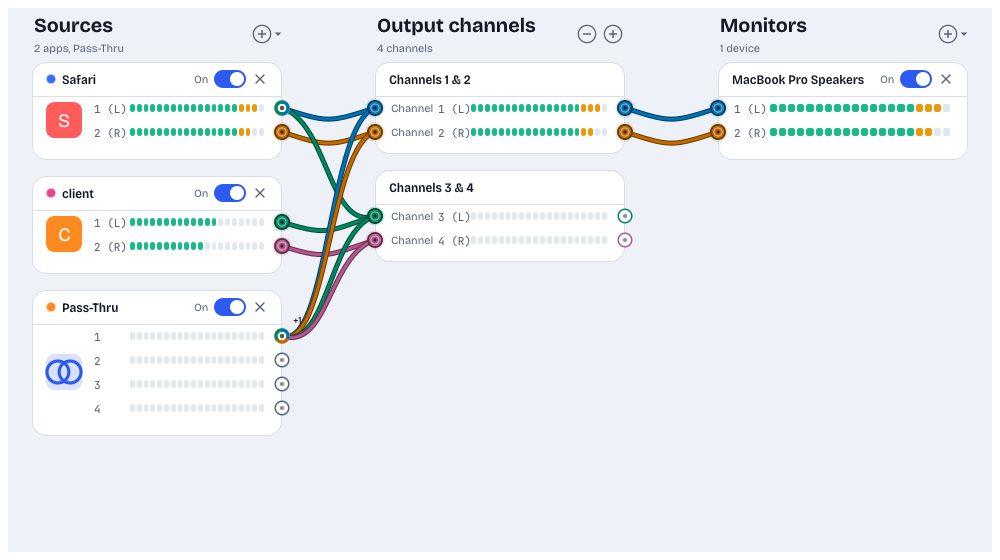 Sources
2 apps, Pass-Thru
Output channels
4 channels
Monitors
1 device
Safari
On
S
1 (L)
2 (R)
client
On
C
1 (L)
2 (R)
Pass-Thru
On
1
2
3
4
+1
Channels 1 & 2
Channel 1 (L)
Channel 2 (R)
Channels 3 & 4
Channel 3 (L)
Channel 4 (R)
MacBook Pro Speakers
On
1 (L)
2 (R)